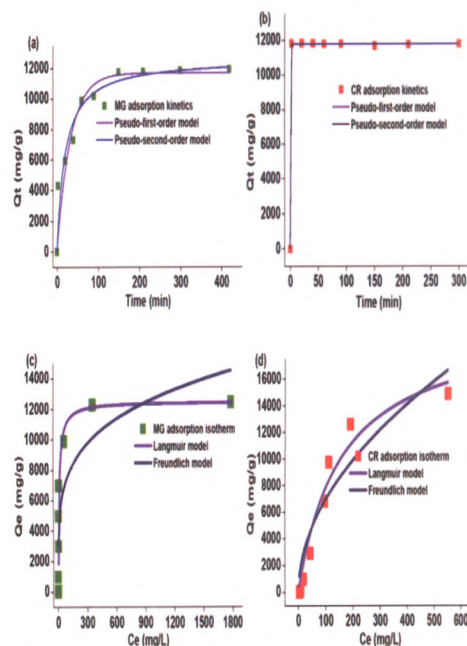 (a)
14000
12000
10000
8000
6000
4000
2000
0
Qt (mg/g)
MG adsorption kinetics
Pseudo-first-order model
Pseudo-second-order model
0 100 200 300 400
Time (min)
(b)
14000
12000
10000
8000
6000
4000
2000
0
Qt (mg/g)
CR adsorption kinetics
Pseudo-first-order model
Pseudo-second-order model
0 50 100 150 200 250 300
Time (min)
(c)
14000
12000
10000
8000
6000
4000
2000
0
Qe (mg/g)
MG adsorption isotherm
Langmuir model
Freundlich model
0 300 600 900 1200 1500 1800
Ce (mg/L)
(d)
16000
14000
12000
10000
8000
6000
4000
2000
0
Qe (mg/g)
CR adsorption isotherm
Langmuir model
Freundlich model
0 100 200 300 400 500 600
Ce (mg/L)